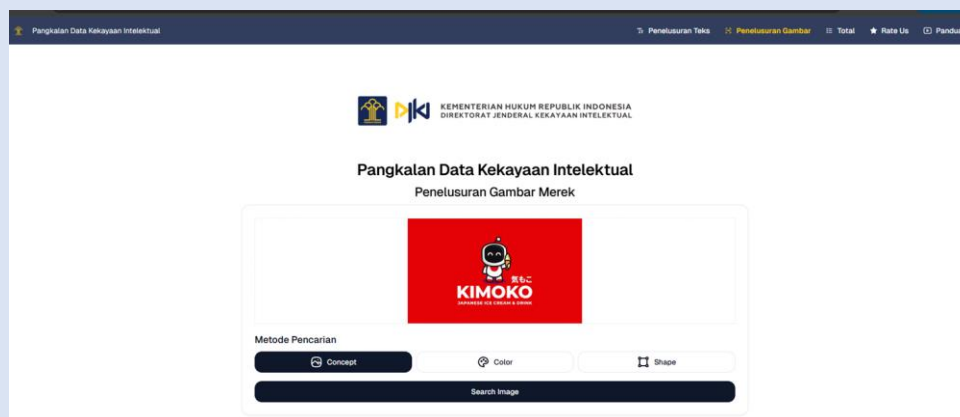 Pangkalan Data Kekayaan Intelektual
Penelusuran Teks
Penelusuran Gambar
Total
Rate Us
Pandua
KEMENTERIAN HUKUM REPUBLIK INDONESIA
DIREKTORAT JENDERAL KEKAYAAN INTELEKTUAL
Pangkalan Data Kekayaan Intelektual
Penelusuran Gambar Merek
気もこ
KIMOKO
JAPANESE ICE CREAM & DRINK
Metode Pencarian
Concept
Color
Shape
Search Image